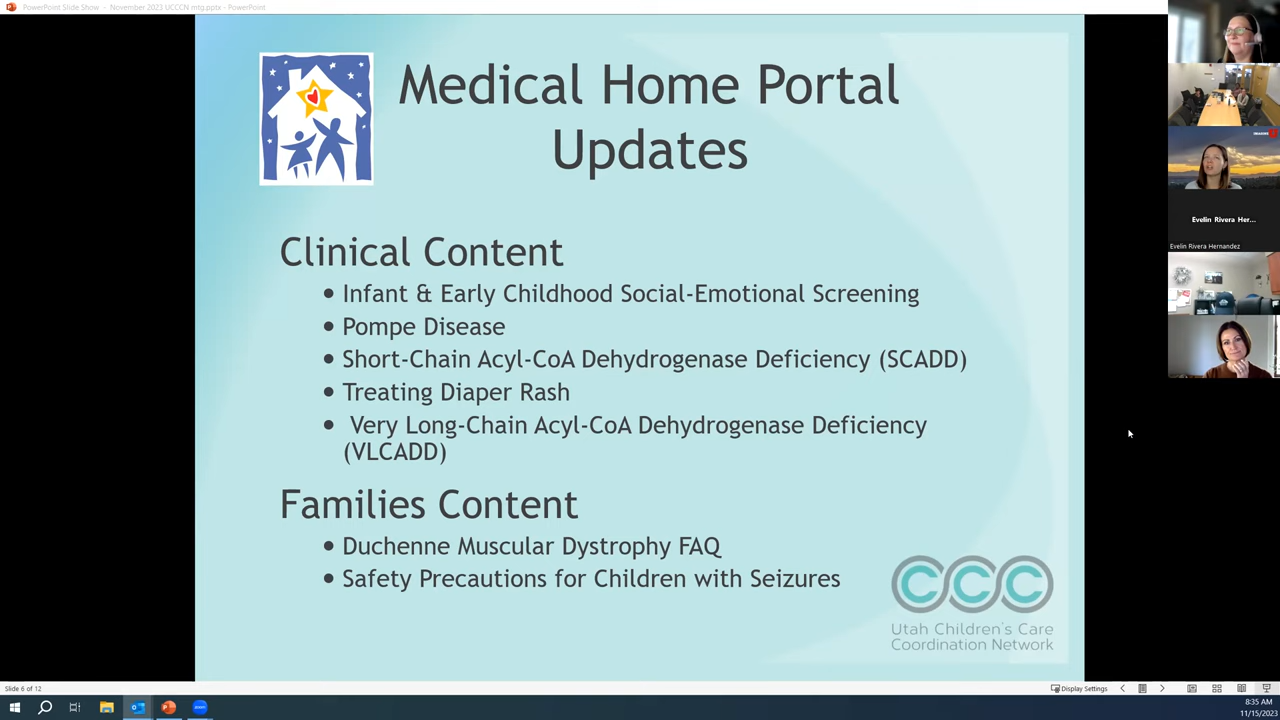 PowerPoint Slide Show - November 2023 UCCCN mtg.pptx - PowerPoint
Medical Home Portal
Updates
Clinical Content
• Infant & Early Childhood Social-Emotional Screening
• Pompe Disease
• Short-Chain Acyl-CoA Dehydrogenase Deficiency (SCADD)
• Treating Diaper Rash
• Very Long-Chain Acyl-CoA Dehydrogenase Deficiency
(VLCADD)
Families Content
• Duchenne Muscular Dystrophy FAQ
• Safety Precautions for Children with Seizures
CCC
Utah Children's Care
Coordination Network
Evelin Rivera Her...
Evelin Rivera Hernandez
Slide 6 of 12
Display Settings
8:35 AM
11/15/2023